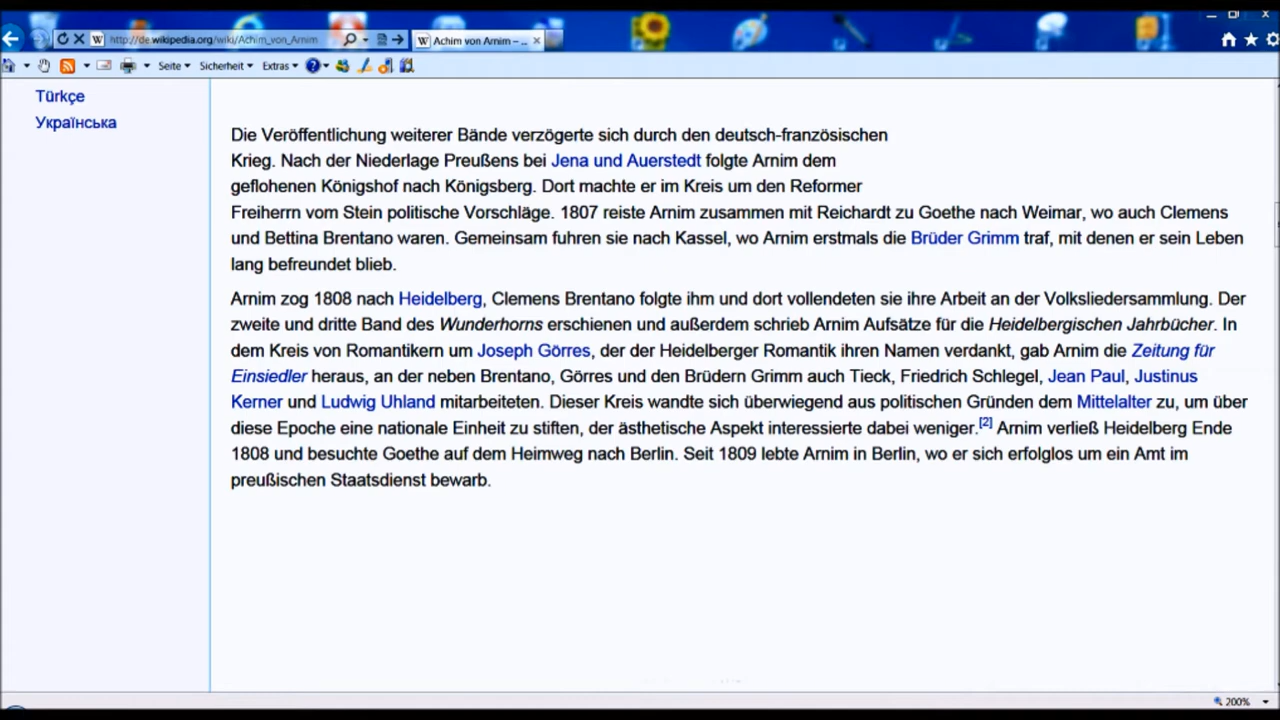 http://de.wikipedia.org/wiki/Achim_von_Arnim
W Achim von Arnim – ...
Seite Sicherheit Extras
Türkçe
Українська
Die Veröffentlichung weiterer Bände verzögerte sich durch den deutsch-französischen
Krieg. Nach der Niederlage Preußens bei Jena und Auerstedt folgte Arnim dem
geflohenen Königshof nach Königsberg. Dort machte er im Kreis um den Reformer
Freiherrn vom Stein politische Vorschläge. 1807 reiste Arnim zusammen mit Reichardt zu Goethe nach Weimar, wo auch Clemens
und Bettina Brentano waren. Gemeinsam fuhren sie nach Kassel, wo Arnim erstmals die Brüder Grimm traf, mit denen er sein Leben
lang befreundet blieb.
Arnim zog 1808 nach Heidelberg, Clemens Brentano folgte ihm und dort vollendeten sie ihre Arbeit an der Volksliedersammlung. Der
zweite und dritte Band des Wunderhorns erschienen und außerdem schrieb Arnim Aufsätze für die Heidelbergischen Jahrbücher. In
dem Kreis von Romantikern um Joseph Görres, der der Heidelberger Romantik ihren Namen verdankt, gab Arnim die Zeitung für
Einsiedler heraus, an der neben Brentano, Görres und den Brüdern Grimm auch Tieck, Friedrich Schlegel, Jean Paul, Justinus
Kerner und Ludwig Uhland mitarbeiteten. Dieser Kreis wandte sich überwiegend aus politischen Gründen dem Mittelalter zu, um über
diese Epoche eine nationale Einheit zu stiften, der ästhetische Aspekt interessierte dabei weniger.[2] Arnim verließ Heidelberg Ende
1808 und besuchte Goethe auf dem Heimweg nach Berlin. Seit 1809 lebte Arnim in Berlin, wo er sich erfolglos um ein Amt im
preußischen Staatsdienst bewarb.
200%